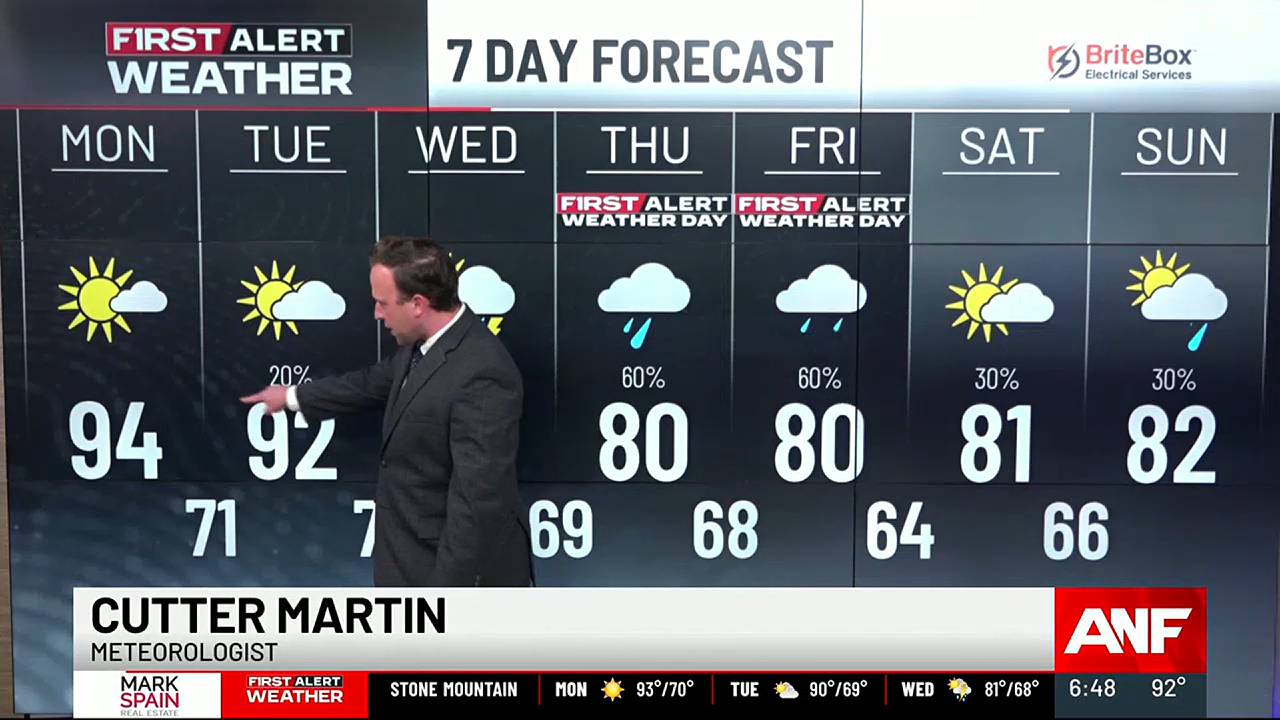 F1RST ALERT
WEATHER
7 DAY FORECAST
BriteBox
Electrical Services
MON TUE WED THU FRI SAT SUN
FIRST ALERT
WEATHER DAY
FIRST ALERT
WEATHER DAY
20% 60% 60% 30% 30%
94 92 80 80 81 82
71 69 68 64 66
CUTTER MARTIN
METEOROLOGIST
ANF
MARK
SPAIN
REAL ESTATE
FIRST ALERT
WEATHER
STONE MOUNTAIN MON 93°/70° TUE 90°/69° WED 81°/68°
6:48 92°